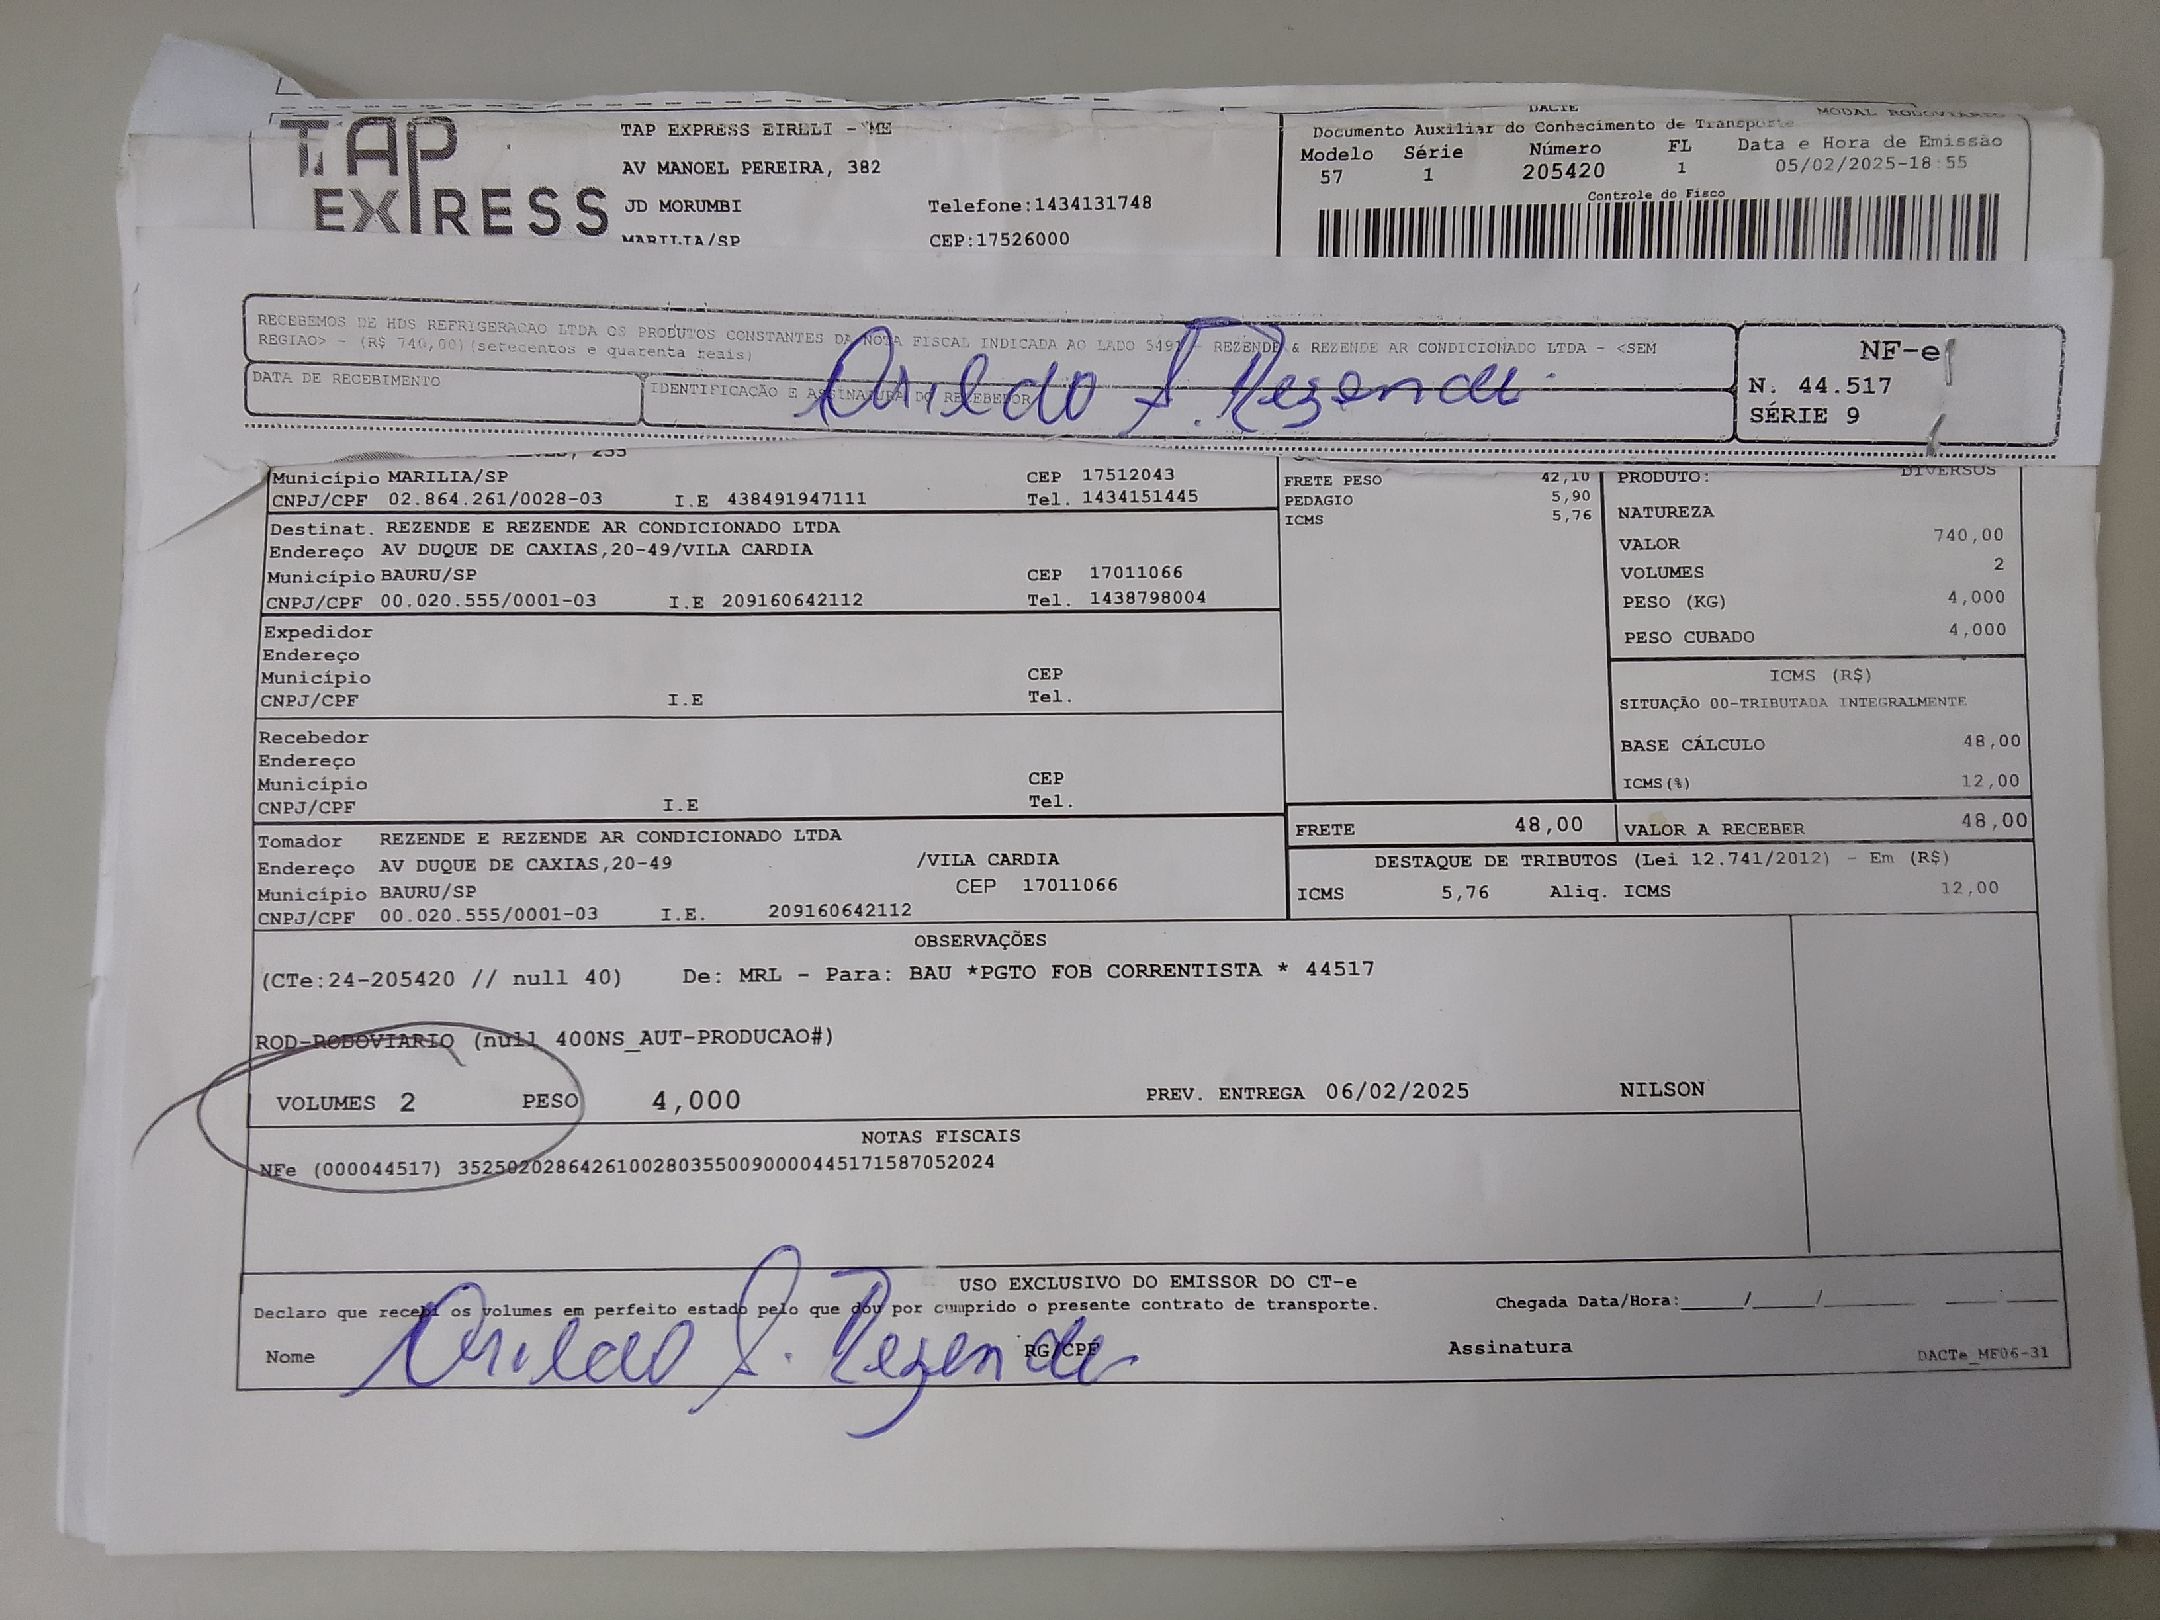 DACTE MODAL RODOVIARIO
TAP EXPRESS
TAP EXPRESS EIRELI - ME
AV MANOEL PEREIRA, 382
JD MORUMBI Telefone:1434131748
MARILIA/SP CEP:17526000
Documento Auxiliar do Conhecimento de Transporte
Modelo Série Número FL Data e Hora de Emissão
57 1 205420 1 05/02/2025-18:55
Controle do Fisco
RECEBEMOS DE HDS REFRIGERACAO LTDA OS PRODUTOS CONSTANTES DA NOTA FISCAL INDICADA AO LADO 5491 - REZENDE & REZENDE AR CONDICIONADO LTDA - <SEM
REGIAO> - (R$ 740,00)(setecentos e quarenta reais)
DATA DE RECEBIMENTO
IDENTIFICAÇÃO E ASSINATURA DO RECEBEDOR
Arildo S. Rezende
NF-e
N. 44.517
SÉRIE 9
Município MARILIA/SP CEP 17512043
CNPJ/CPF 02.864.261/0028-03 I.E 438491947111 Tel. 1434151445
Destinat. REZENDE E REZENDE AR CONDICIONADO LTDA
Endereço AV DUQUE DE CAXIAS,20-49/VILA CARDIA
Município BAURU/SP CEP 17011066
CNPJ/CPF 00.020.555/0001-03 I.E 209160642112 Tel. 1438798004
Expedidor
Endereço
Município CEP
CNPJ/CPF I.E Tel.
Recebedor
Endereço
Município CEP
CNPJ/CPF I.E Tel.
Tomador REZENDE E REZENDE AR CONDICIONADO LTDA
Endereço AV DUQUE DE CAXIAS,20-49 /VILA CARDIA
Município BAURU/SP CEP 17011066
CNPJ/CPF 00.020.555/0001-03 I.E. 209160642112
FRETE PESO 42,10
PEDAGIO 5,90
ICMS 5,76
PRODUTO: DIVERSOS
NATUREZA
VALOR 740,00
VOLUMES 2
PESO (KG) 4,000
PESO CUBADO 4,000
ICMS (R$)
SITUAÇÃO 00-TRIBUTADA INTEGRALMENTE
BASE CÁLCULO 48,00
ICMS(%) 12,00
FRETE 48,00 VALOR A RECEBER 48,00
DESTAQUE DE TRIBUTOS (Lei 12.741/2012) - Em (R$)
ICMS 5,76 Aliq. ICMS 12,00
OBSERVAÇÕES
(CTe:24-205420 // null 40) De: MRL - Para: BAU *PGTO FOB CORRENTISTA * 44517
ROD-RODOVIARIO (null 400NS_AUT-PRODUCAO#)
VOLUMES 2 PESO 4,000 PREV. ENTREGA 06/02/2025 NILSON
NOTAS FISCAIS
NFe (000044517) 35250202864261002803550090000445171587052024
USO EXCLUSIVO DO EMISSOR DO CT-e
Declaro que recebi os volumes em perfeito estado pelo que dou por cumprido o presente contrato de transporte. Chegada Data/Hora:____/____/____
Nome Arildo S. Rezende RG/CPF Assinatura DACTe_MF06-31